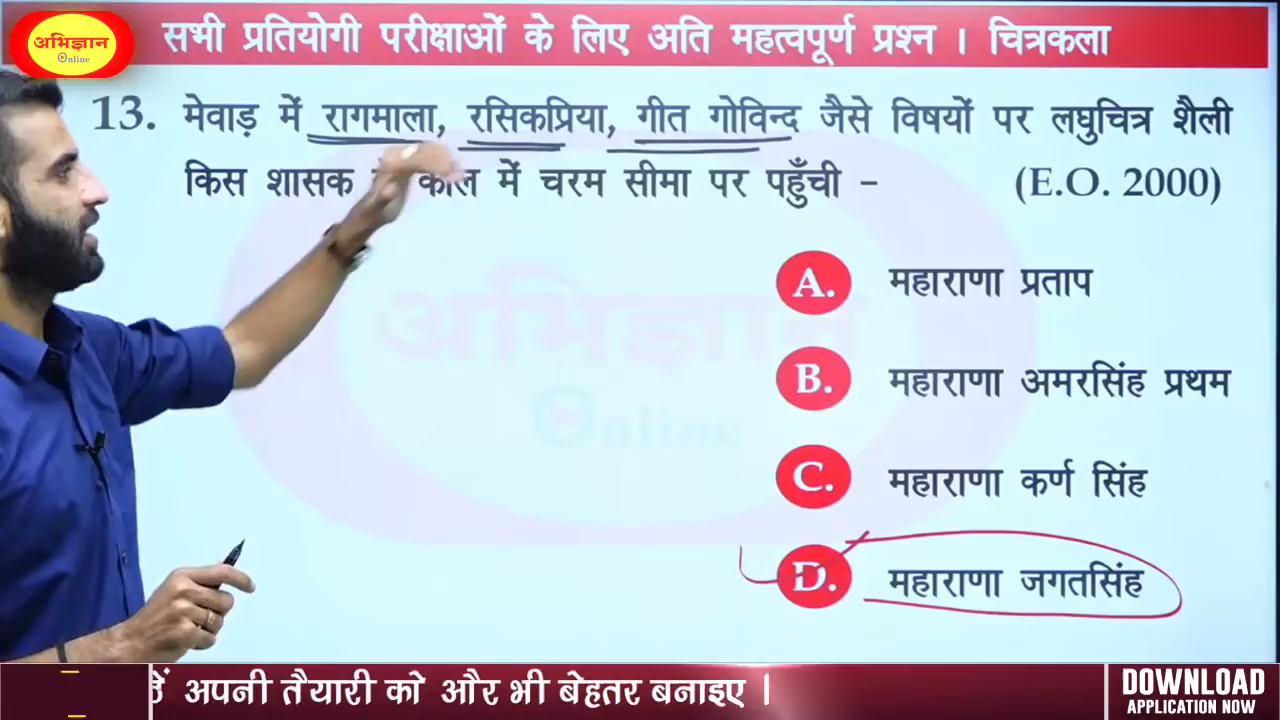 अभिज्ञान
Online
सभी प्रतियोगी परीक्षाओं के लिए अति महत्वपूर्ण प्रश्न । चित्रकला
13. मेवाड़ में रागमाला, रसिकप्रिया, गीत गोविन्द जैसे विषयों पर लघुचित्र शैली
किस शासक काल में चरम सीमा पर पहुँची – (E.O. 2000)
अभिज्ञान
Online
A. महाराणा प्रताप
B. महाराणा अमरसिंह प्रथम
C. महाराणा कर्ण सिंह
D. महाराणा जगतसिंह
अपनी तैयारी को और भी बेहतर बनाइए ।
DOWNLOAD
APPLICATION NOW